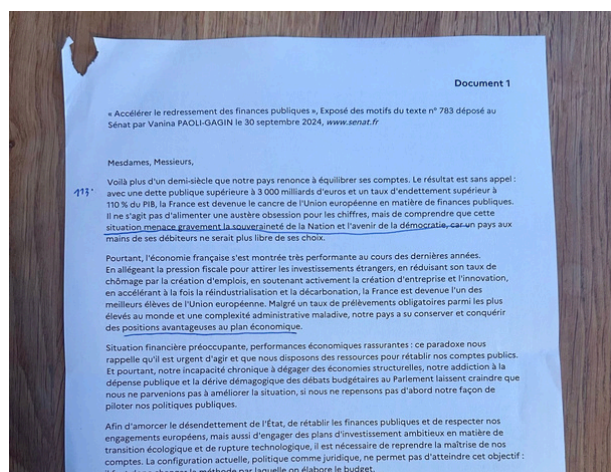 Document 1
« Accélérer le redressement des finances publiques », Exposé des motifs du texte n° 783 déposé au
Sénat par Vanina PAOLI-GAGIN le 30 septembre 2024, www.senat.fr
Mesdames, Messieurs,
Voilà plus d'un demi-siècle que notre pays renonce à équilibrer ses comptes. Le résultat est sans appel :
113.
avec une dette publique supérieure à 3 000 milliards d'euros et un taux d'endettement supérieur à
110 % du PIB, la France est devenue le cancre de l'Union européenne en matière de finances publiques.
Il ne s'agit pas d'alimenter une austère obsession pour les chiffres, mais de comprendre que cette
situation menace gravement la souveraineté de la Nation et l'avenir de la démocratie, car un pays aux
mains de ses débiteurs ne serait plus libre de ses choix.
Pourtant, l'économie française s'est montrée très performante au cours des dernières années.
En allégeant la pression fiscale pour attirer les investissements étrangers, en réduisant son taux de
chômage par la création d'emplois, en soutenant activement la création d'entreprise et l'innovation,
en accélérant à la fois la réindustrialisation et la décarbonation, la France est devenue l'un des
meilleurs élèves de l'Union européenne. Malgré un taux de prélèvements obligatoires parmi les plus
élevés au monde et une complexité administrative maladive, notre pays a su conserver et conquérir
des positions avantageuses au plan économique.
Situation financière préoccupante, performances économiques rassurantes : ce paradoxe nous
rappelle qu'il est urgent d'agir et que nous disposons des ressources pour rétablir nos comptes publics.
Et pourtant, notre incapacité chronique à dégager des économies structurelles, notre addiction à la
dépense publique et la dérive démagogique des débats budgétaires au Parlement laissent craindre que
nous ne parvenions pas à améliorer la situation, si nous ne repensons pas d'abord notre façon de
piloter nos politiques publiques.
Afin d'amorcer le désendettement de l'État, de rétablir les finances publiques et de respecter nos
engagements européens, mais aussi d'engager des plans d'investissement ambitieux en matière de
transition écologique et de rupture technologique, il est nécessaire de reprendre la maîtrise de nos
comptes. La configuration actuelle, politique comme juridique, ne permet pas d'atteindre cet objectif :
la méthode par laquelle on élabore le budget.